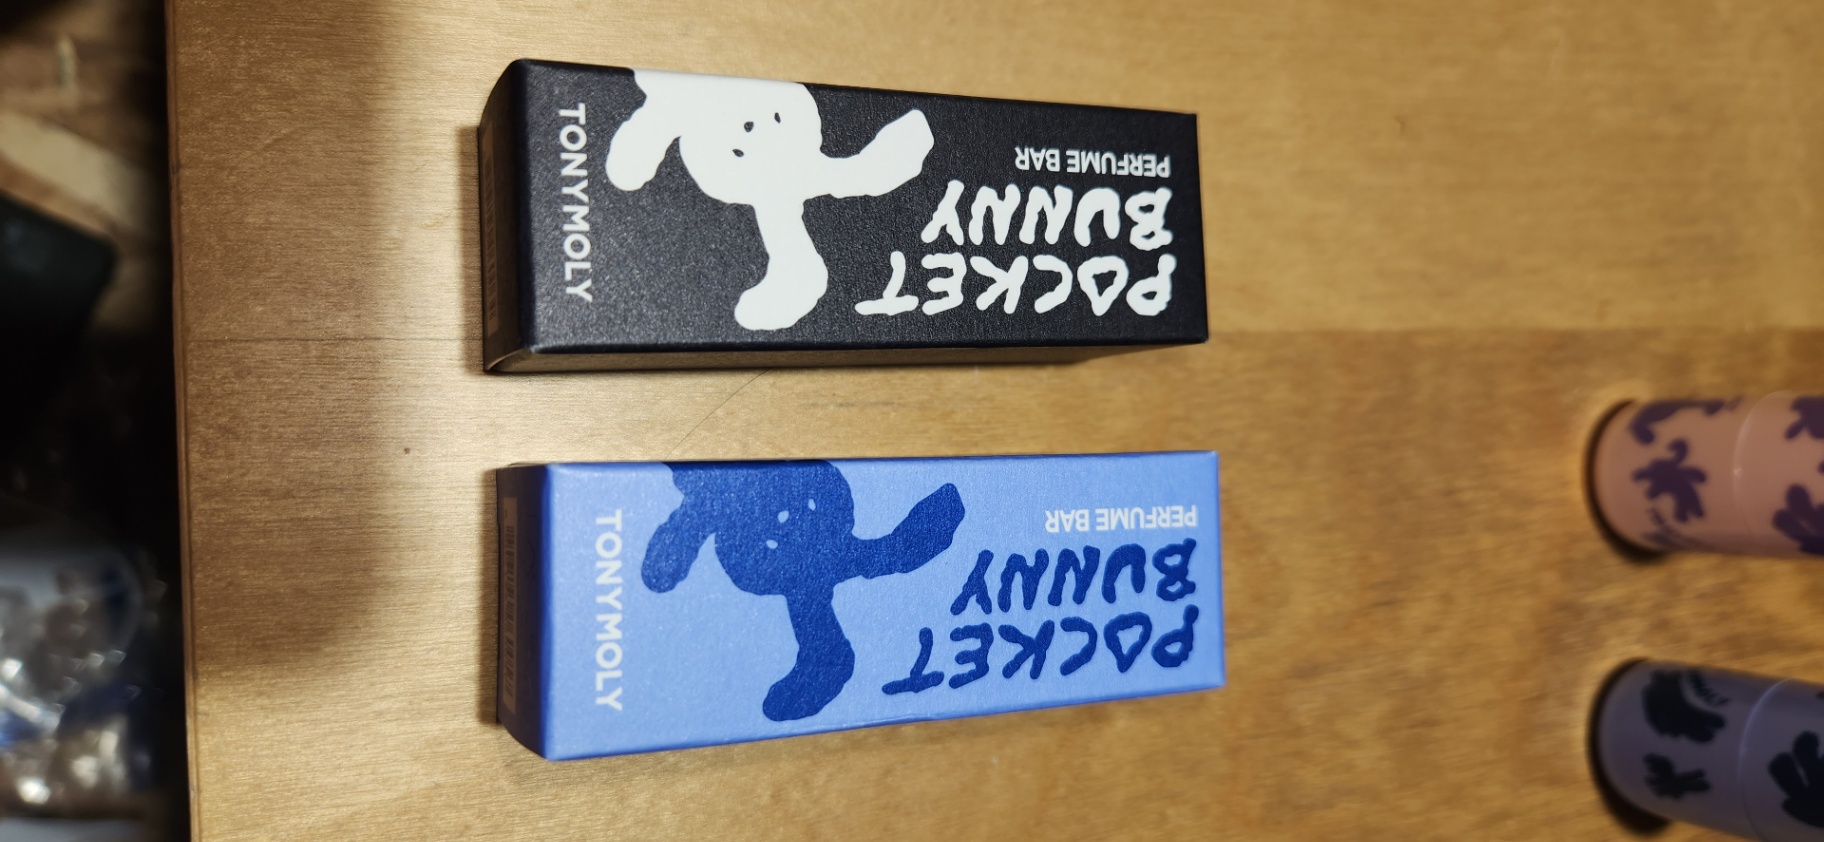 POCKET
BUNNY
PERFUME BAR
TONYMOLY
POCKET
BUNNY
PERFUME BAR
TONYMOLY